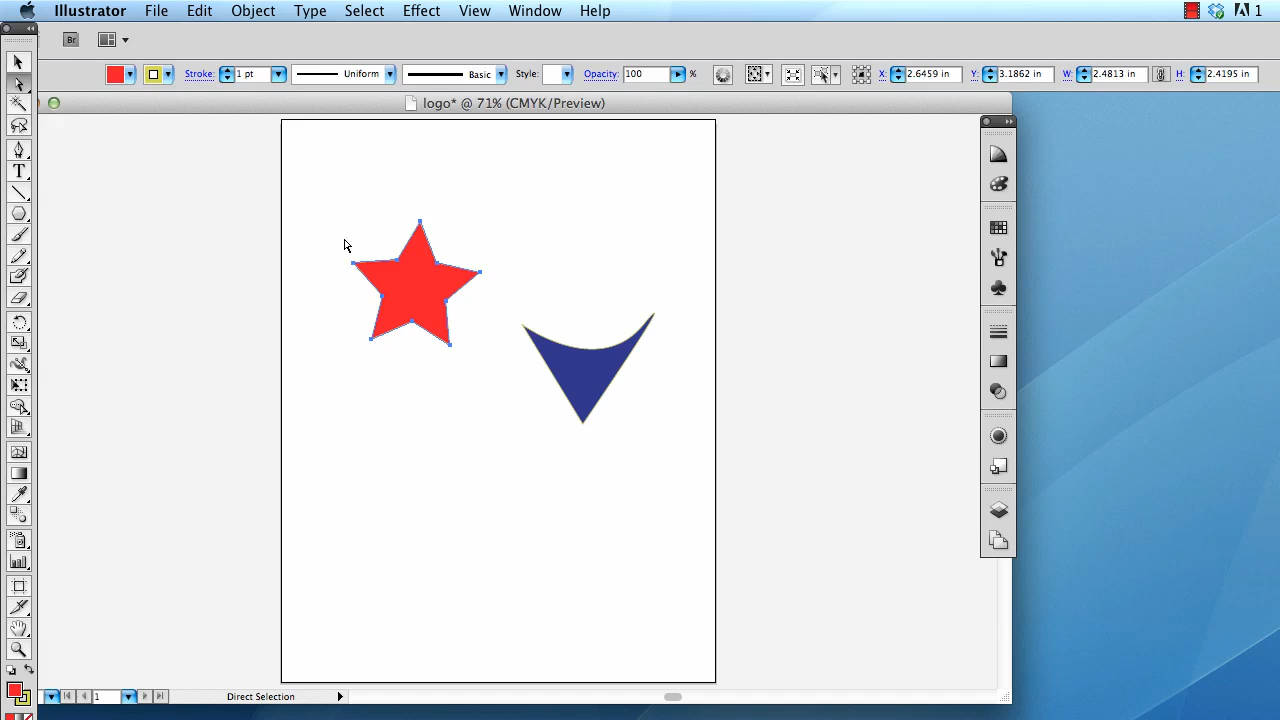 Illustrator File Edit Object Type Select Effect View Window Help 1
Br
Stroke: 1 pt Uniform Basic Style: Opacity: 100 % X: 2.6459 in Y: 3.1862 in W: 2.4813 in H: 2.4195 in
logo* @ 71% (CMYK/Preview)
T
1 Direct Selection